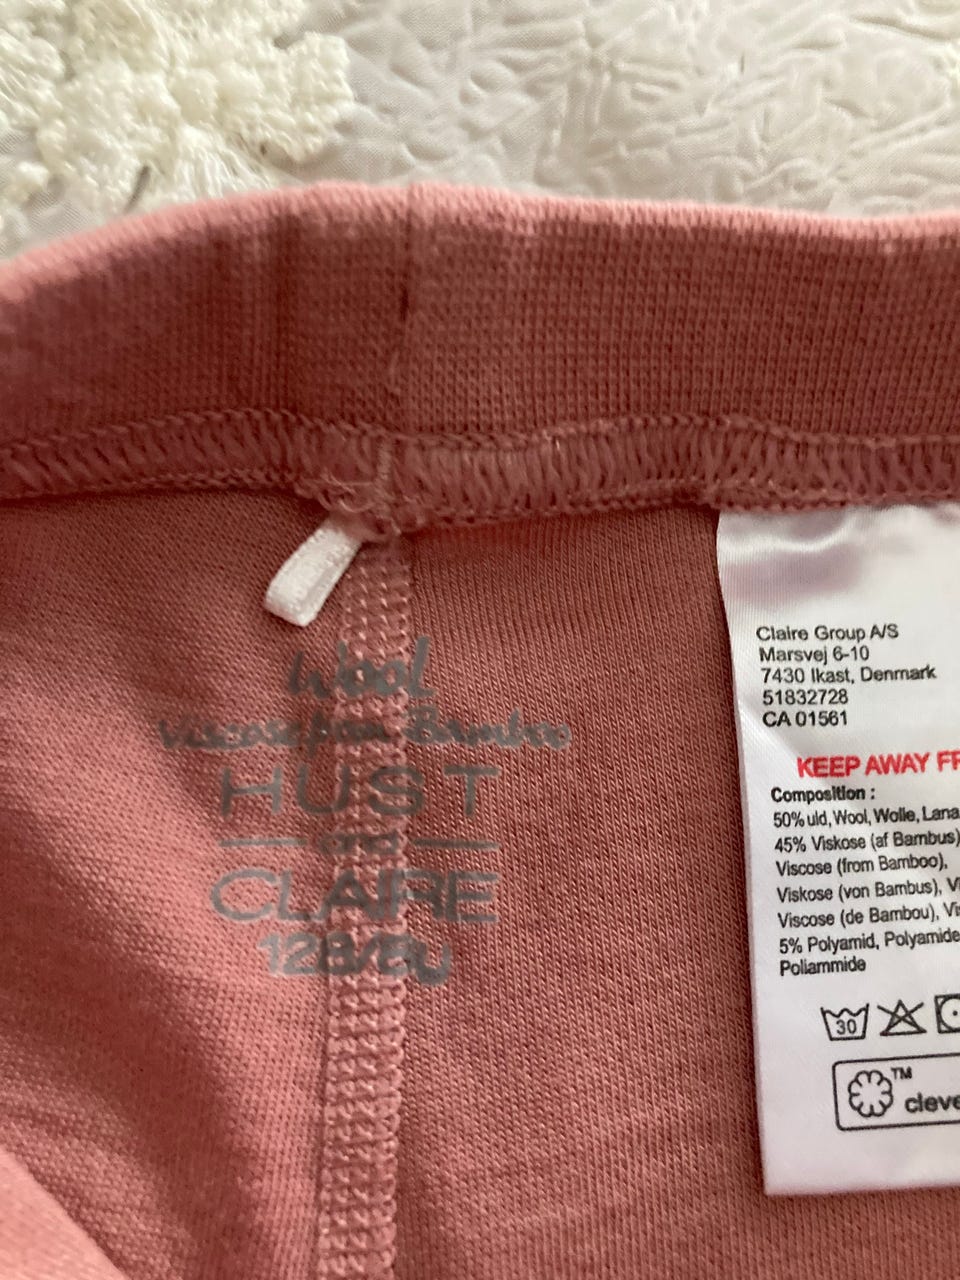 Wool
Viscose from Bamboo
HUST
and
CLAIRE
128/8y
Claire Group A/S
Marsvej 6-10
7430 Ikast, Denmark
51832728
CA 01561
KEEP AWAY FR
Composition :
50% uld, Wool, Wolle, Lana
45% Viskose (af Bambus)
Viscose (from Bamboo),
Viskose (von Bambus), Vi
Viscose (de Bambou), Vi
5% Polyamid, Polyamide
Poliammide
30
TM
cleve